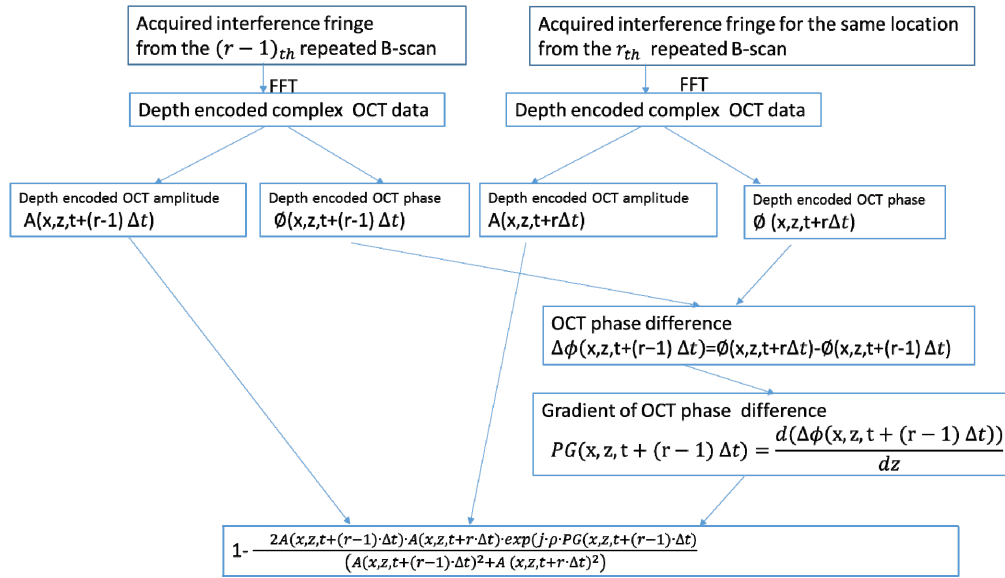 Acquired interference fringe
from the (r − 1)th repeated B-scan
Acquired interference fringe for the same location
from the rth repeated B-scan
FFT
FFT
Depth encoded complex OCT data
Depth encoded complex OCT data
Depth encoded OCT amplitude
A(x,z,t+(r-1) Δt)
Depth encoded OCT phase
Ø(x,z,t+(r-1) Δt)
Depth encoded OCT amplitude
A(x,z,t+rΔt)
Depth encoded OCT phase
Ø (x,z,t+rΔt)
OCT phase difference
Δϕ(x,z,t+(r−1) Δt)=Ø(x,z,t+rΔt)-Ø(x,z,t+(r-1) Δt)
Gradient of OCT phase difference
PG(x, z, t + (r − 1) Δt) = d(Δϕ(x, z, t + (r − 1) Δt)) / dz
1- 2A(x,z,t+(r−1)·Δt)·A(x,z,t+r·Δt)·exp(j·ρ·PG(x,z,t+(r−1)·Δt) / (A(x,z,t+(r−1)·Δt)²+A (x,z,t+r·Δt)²)